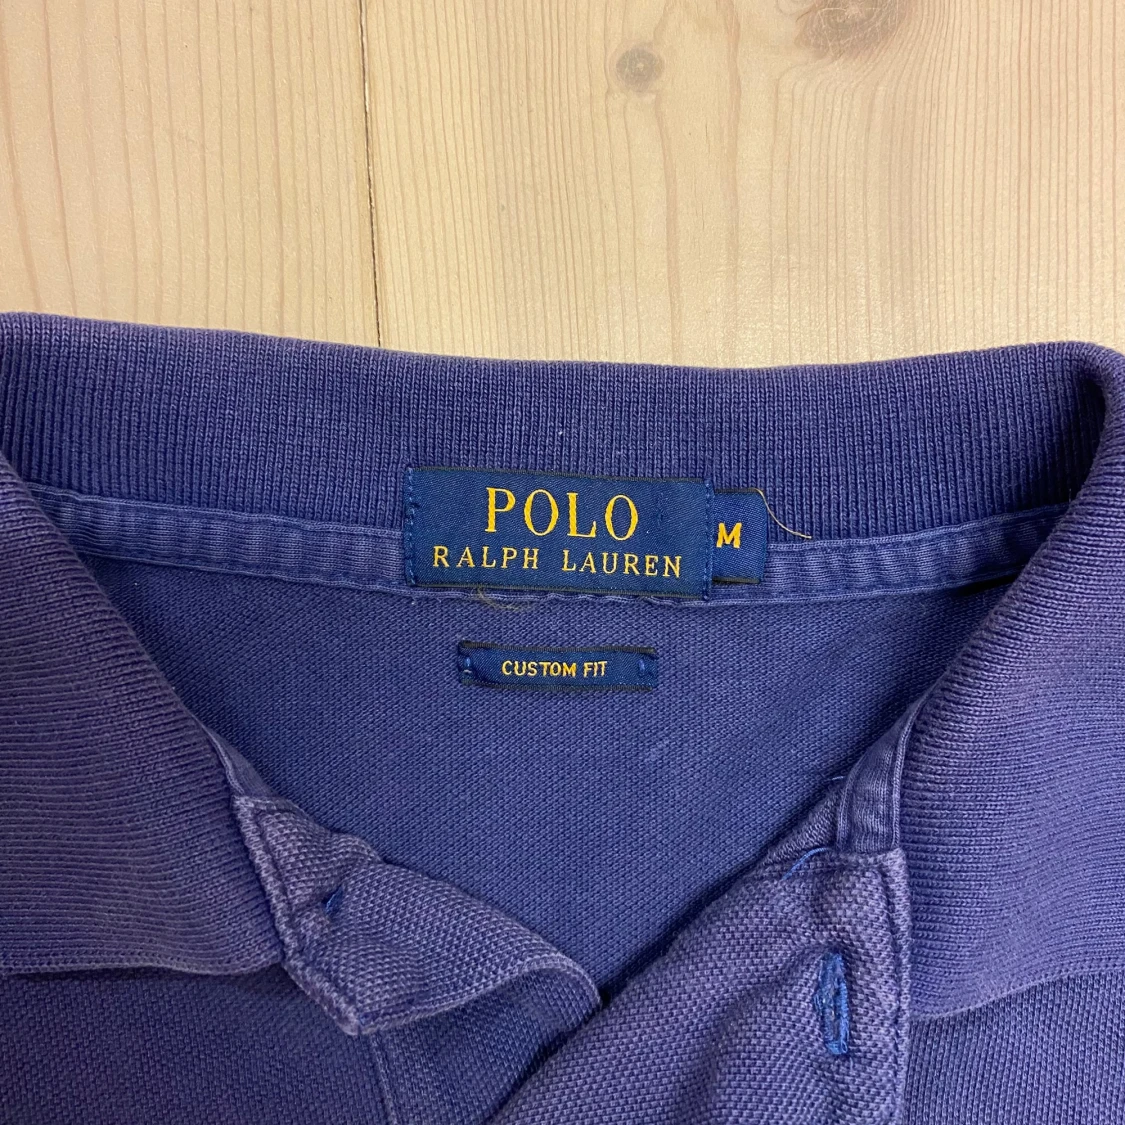 POLO
RALPH LAUREN
M
CUSTOM FIT